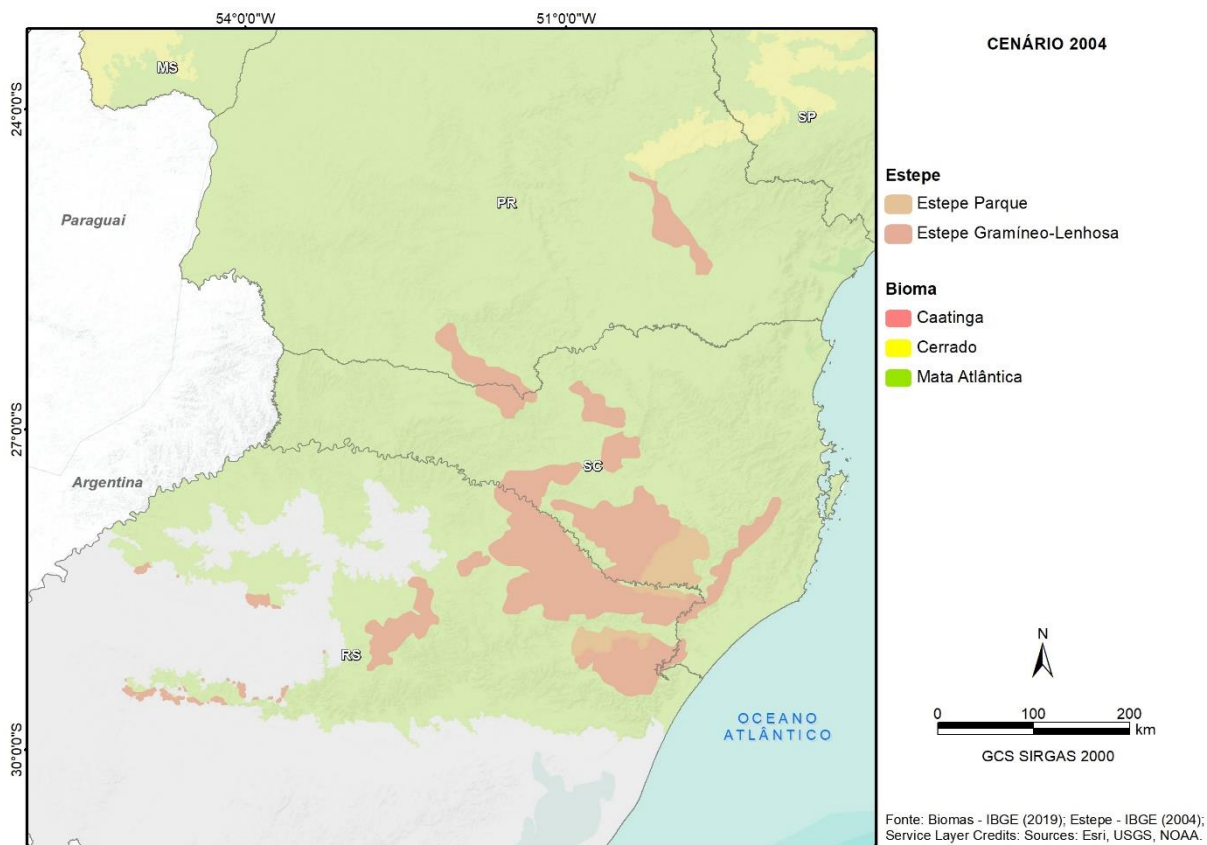 54°0'0"W
51°0'0"W
24°0'0"S
27°0'0"S
30°0'0"S
MS
SP
PR
Paraguai
Argentina
SC
RS
OCEANO
ATLÂNTICO
CENÁRIO 2004
Estepe
Estepe Parque
Estepe Gramíneo-Lenhosa
Bioma
Caatinga
Cerrado
Mata Atlântica
N
0 100 200
km
GCS SIRGAS 2000
Fonte: Biomas - IBGE (2019); Estepe - IBGE (2004);
Service Layer Credits: Sources: Esri, USGS, NOAA.